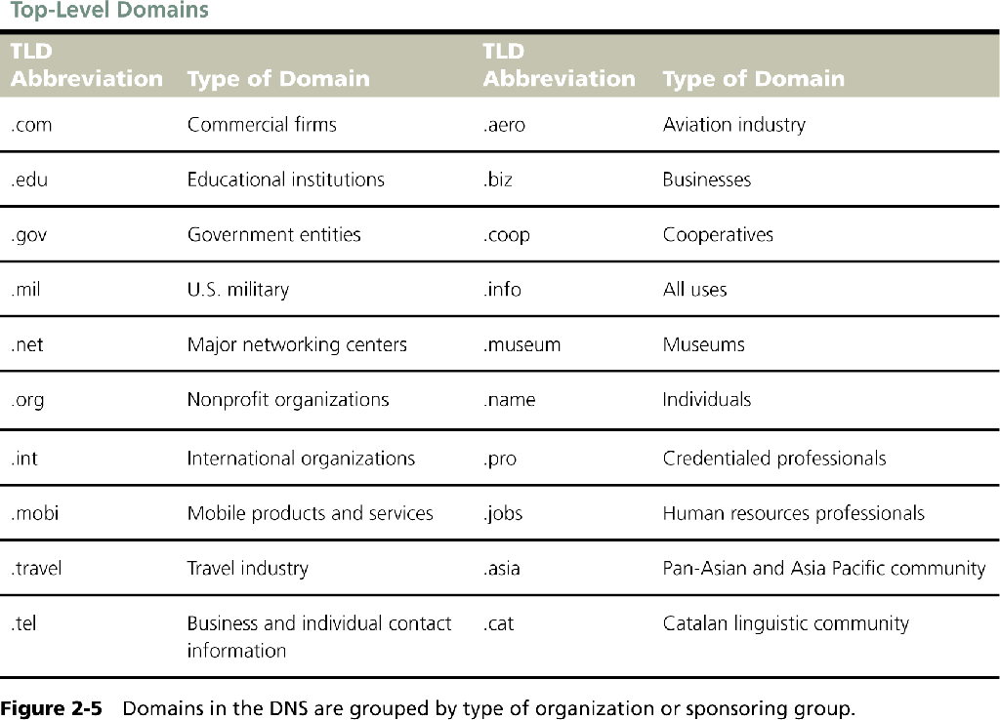 Top-Level Domains
TLD Abbreviation Type of Domain TLD Abbreviation Type of Domain
.com Commercial firms .aero Aviation industry
.edu Educational institutions .biz Businesses
.gov Government entities .coop Cooperatives
.mil U.S. military .info All uses
.net Major networking centers .museum Museums
.org Nonprofit organizations .name Individuals
.int International organizations .pro Credentialed professionals
.mobi Mobile products and services .jobs Human resources professionals
.travel Travel industry .asia Pan-Asian and Asia Pacific community
.tel Business and individual contact information .cat Catalan linguistic community
Figure 2-5 Domains in the DNS are grouped by type of organization or sponsoring group.